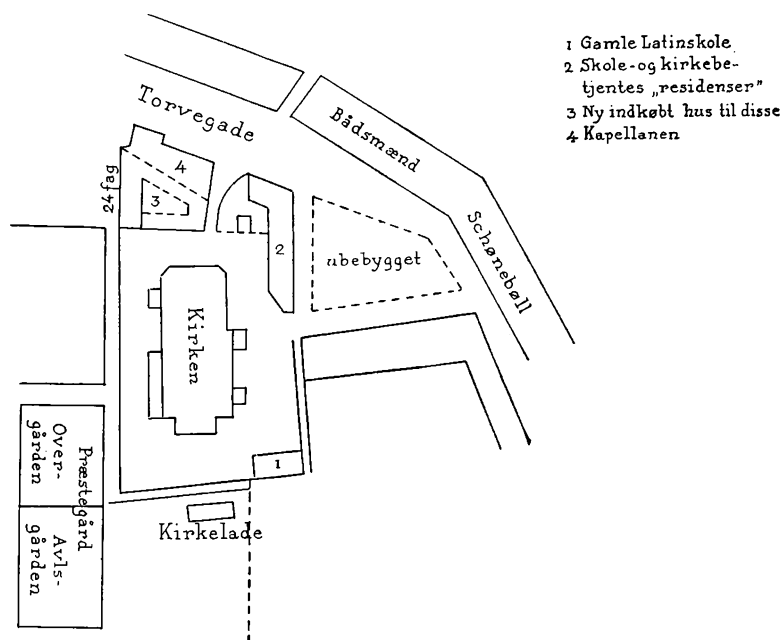 1 Gamle Latinskole
2 Skole-og kirkebe-
tjentes „residenser”
3 Ny indkøbt hus til disse
4 Kapellanen
Torvegade
Bådsmænd
Schønebøll
24 fag
4
3
2
ubebygget
Kirken
1
Præstegård
Over-
gården
Avls-
gården
Kirkelade